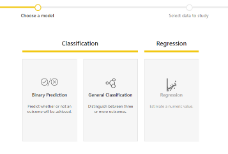 Choose a model
Select data to study
Classification
Regression
Binary Prediction
General Classification
Regression
Predict whether or not an
outcome will be achieved.
Distinguish between three
or more outcomes.
Estimate a numeric value.